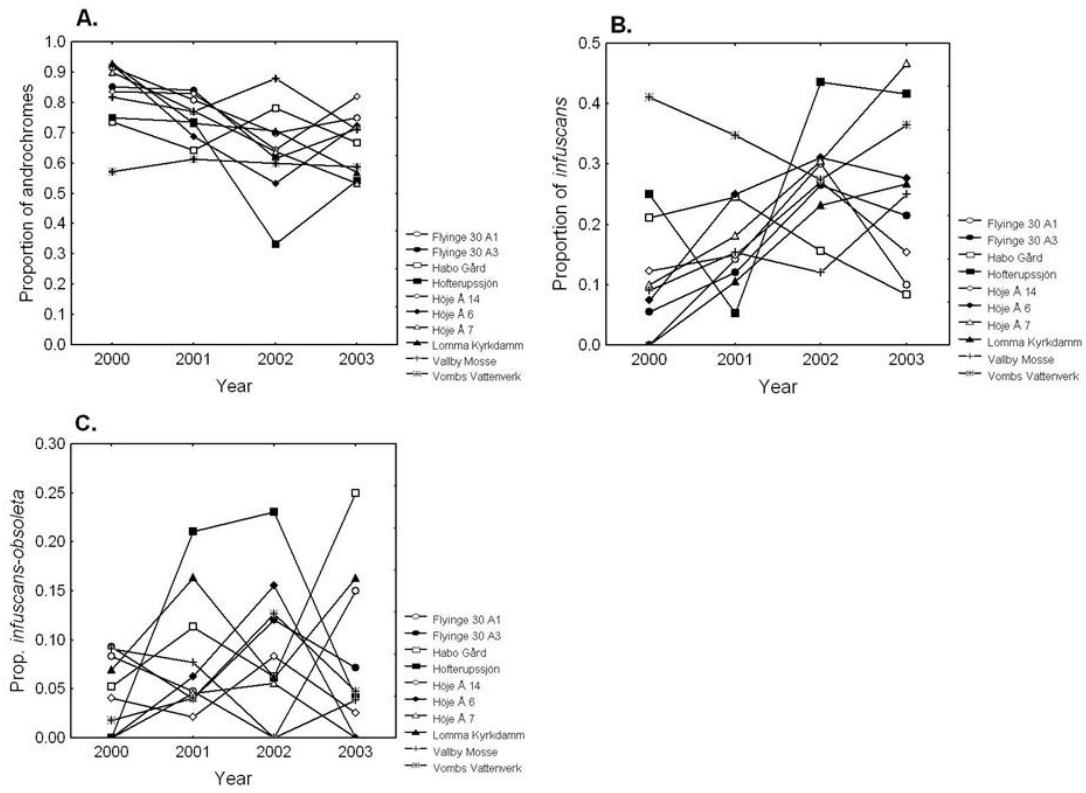 A.
Proportion of androchromes
1.0
0.9
0.8
0.7
0.6
0.5
0.4
0.3
0.2
0.1
0.0
2000 2001 2002 2003
Year
Flyinge 30 A1
Flyinge 30 A3
Habo Gård
Hofterupssjön
Höje Å 14
Höje Å 6
Höje Å 7
Lomma Kyrkdamm
Vallby Mosse
Vombs Vattenverk
B.
Proportion of infuscans
0.5
0.4
0.3
0.2
0.1
0.0
2000 2001 2002 2003
Year
Flyinge 30 A1
Flyinge 30 A3
Habo Gård
Hofterupssjön
Höje Å 14
Höje Å 6
Höje Å 7
Lomma Kyrkdamm
Vallby Mosse
Vombs Vattenverk
C.
Prop. infuscans-obsoleta
0.30
0.25
0.20
0.15
0.10
0.05
0.00
2000 2001 2002 2003
Year
Flyinge 30 A1
Flyinge 30 A3
Habo Gård
Hofterupssjön
Höje Å 14
Höje Å 6
Höje Å 7
Lomma Kyrkdamm
Vallby Mosse
Vombs Vattenverk